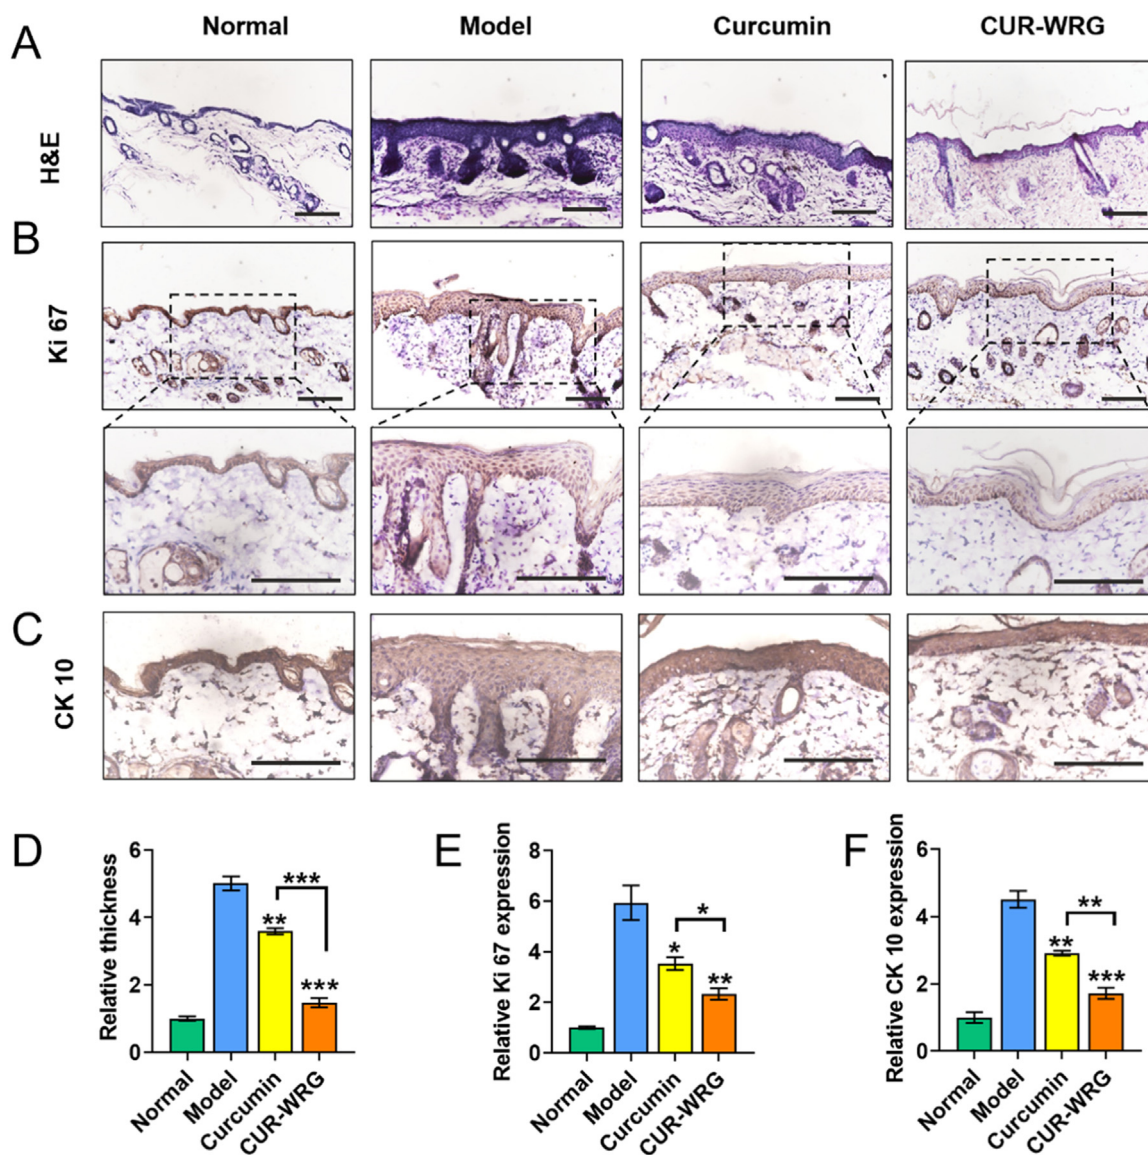 A
Normal
Model
Curcumin
CUR-WRG
H&E
B
Ki 67
C
CK 10
D
Relative thickness
6
4
2
0
**
***
***
Normal
Model
Curcumin
CUR-WRG
E
Relative Ki 67 expression
8
6
4
2
0
*
*
**
Normal
Model
Curcumin
CUR-WRG
F
Relative CK 10 expression
6
4
2
0
**
**
***
Normal
Model
Curcumin
CUR-WRG